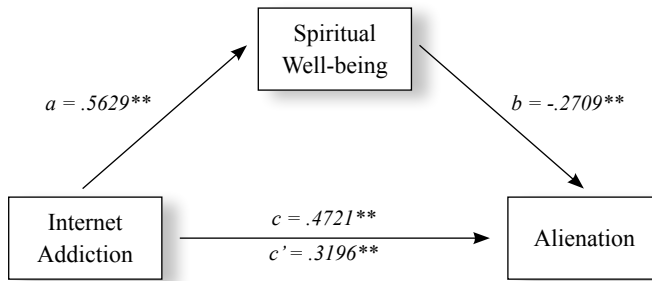 Spiritual
Well-being
a = .5629**
b = -.2709**
Internet
Addiction
c = .4721**
c’ = .3196**
Alienation